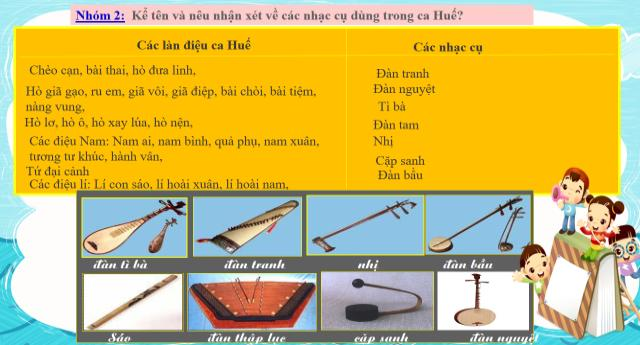 Nhóm 2: Kể tên và nêu nhận xét về các nhạc cụ dùng trong ca Huế?
Các làn điệu ca Huế
Chèo cạn, bài thai, hò đưa linh,
Hò giã gạo, ru em, giã vôi, giã điệp, bài chòi, bài tiệm,
nàng vung,
Hò lơ, hò ô, hò xay lúa, hò nện,
Các điệu Nam: Nam ai, nam bình, quả phụ, nam xuân,
tương tư khúc, hành vân,
Tứ đại cảnh
Các điệu lí: Lí con sáo, lí hoài xuân, lí hoài nam,
Các nhạc cụ
Đàn tranh
Đàn nguyệt
Tì bà
Đàn tam
Nhị
Cặp sanh
Đàn bầu
đàn tì bà
đàn tranh
nhị
đàn bầu
Sáo
đàn thập lục
cặp sanh
đàn nguyệt